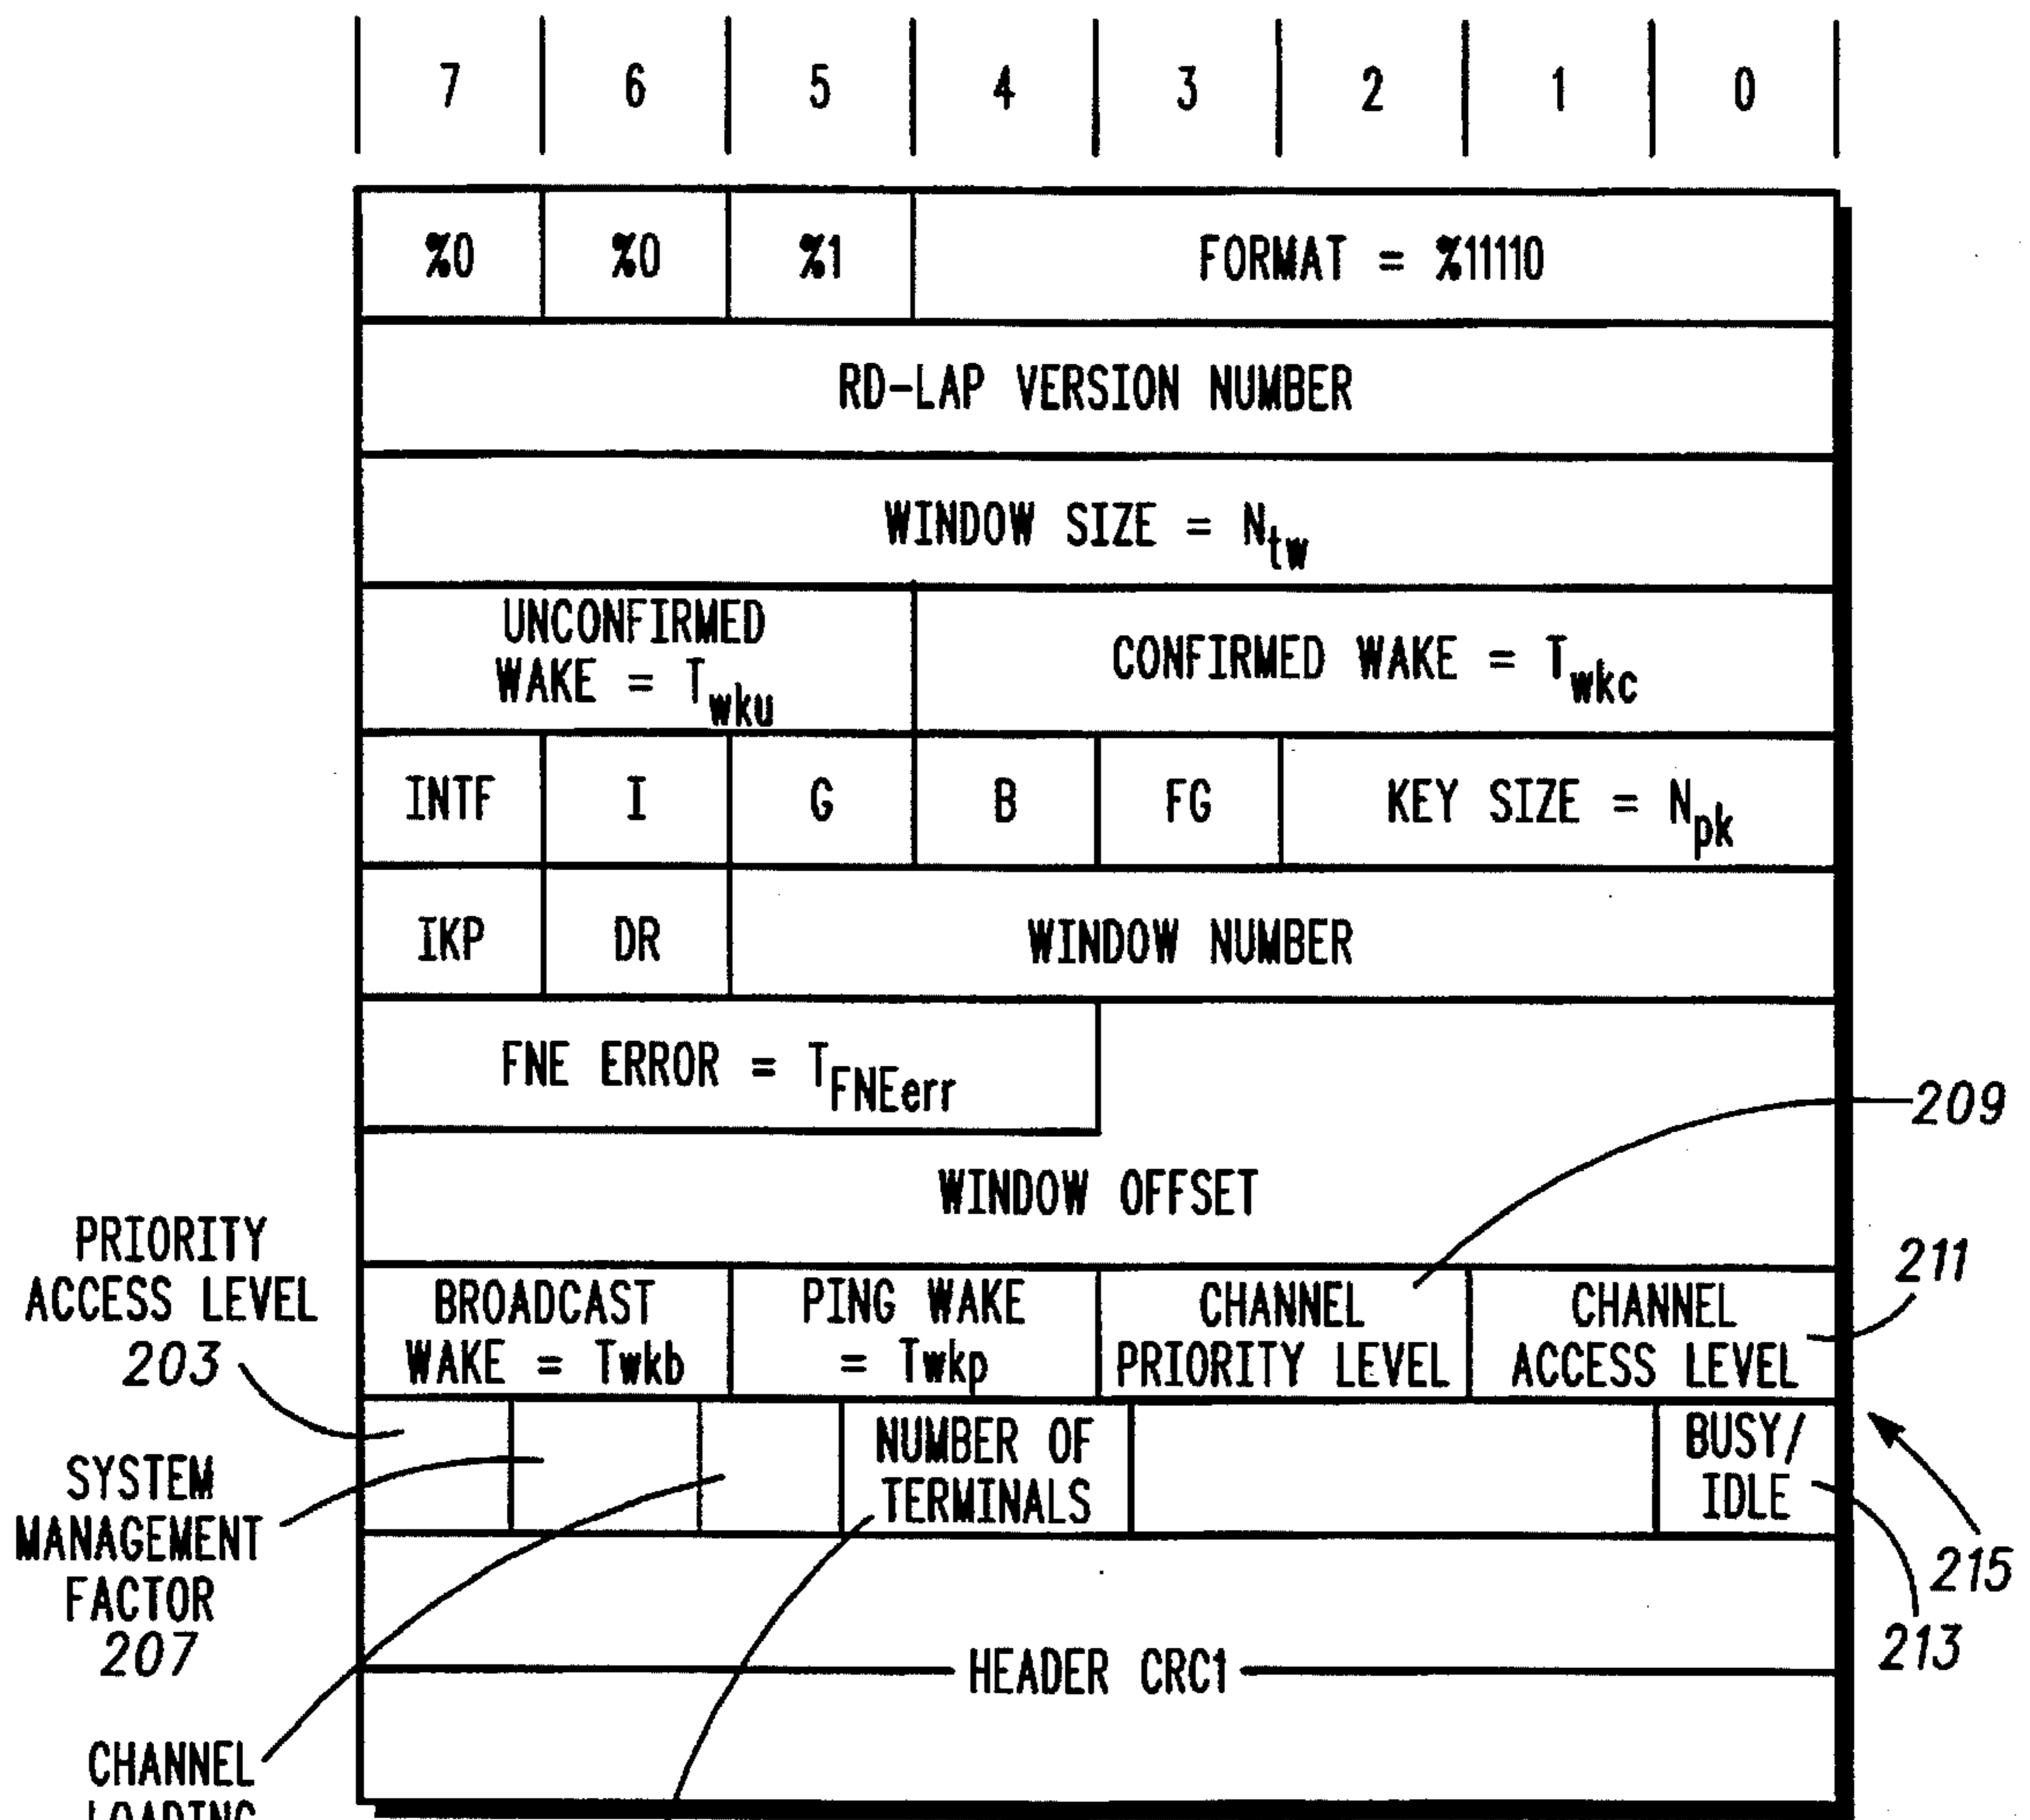 7 6 5 4 3 2 1 0
%0 %0 %1 FORMAT = %11110
RD-LAP VERSION NUMBER
WINDOW SIZE = Ntw
UNCONFIRMED
WAKE = Twku
CONFIRMED WAKE = Twkc
INTF I G B FG KEY SIZE = Npk
IKP DR WINDOW NUMBER
FNE ERROR = TFNEerr
209
WINDOW OFFSET
PRIORITY
ACCESS LEVEL
203
211
BROADCAST
WAKE = Twkb
PING WAKE
= Twkp
CHANNEL
PRIORITY LEVEL
CHANNEL
ACCESS LEVEL
SYSTEM
MANAGEMENT
FACTOR
207
NUMBER OF
TERMINALS
BUSY/
IDLE
215
213
HEADER CRC1
CHANNEL
LOADING